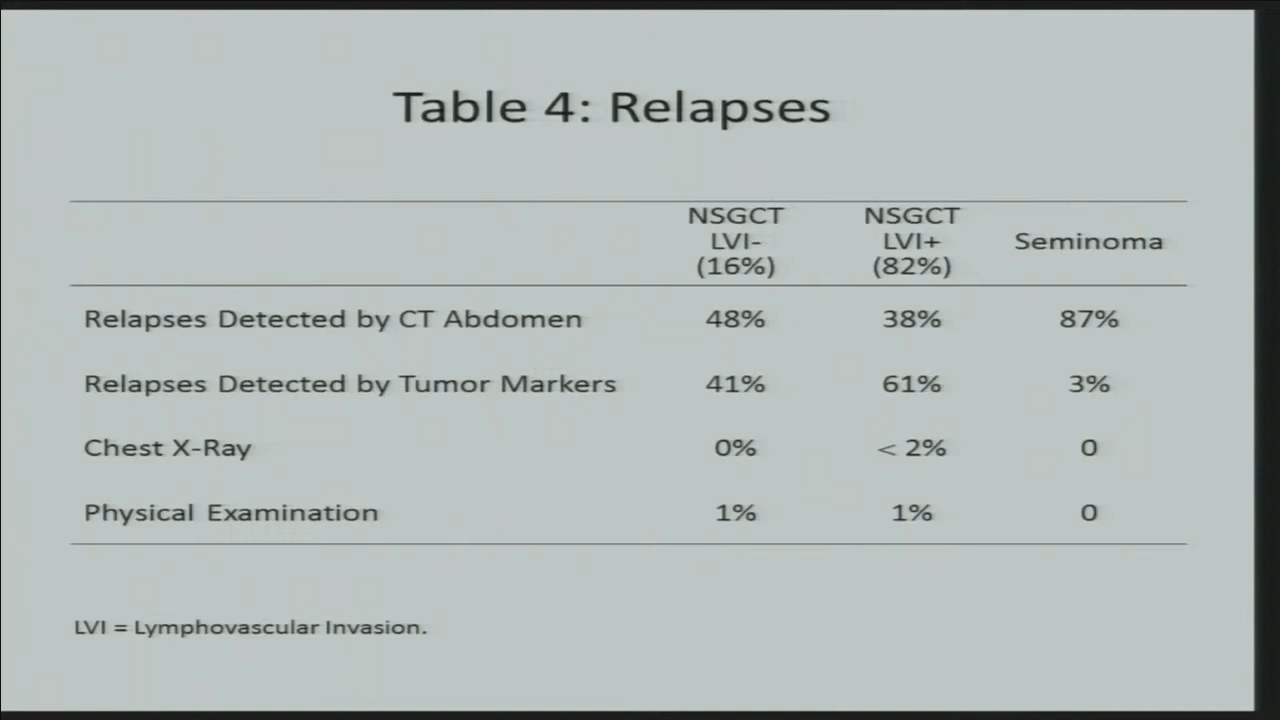 Table 4: Relapses
NSGCT LVI- (16%) NSGCT LVI+ (82%) Seminoma
Relapses Detected by CT Abdomen 48% 38% 87%
Relapses Detected by Tumor Markers 41% 61% 3%
Chest X-Ray 0% < 2% 0
Physical Examination 1% 1% 0
LVI = Lymphovascular Invasion.